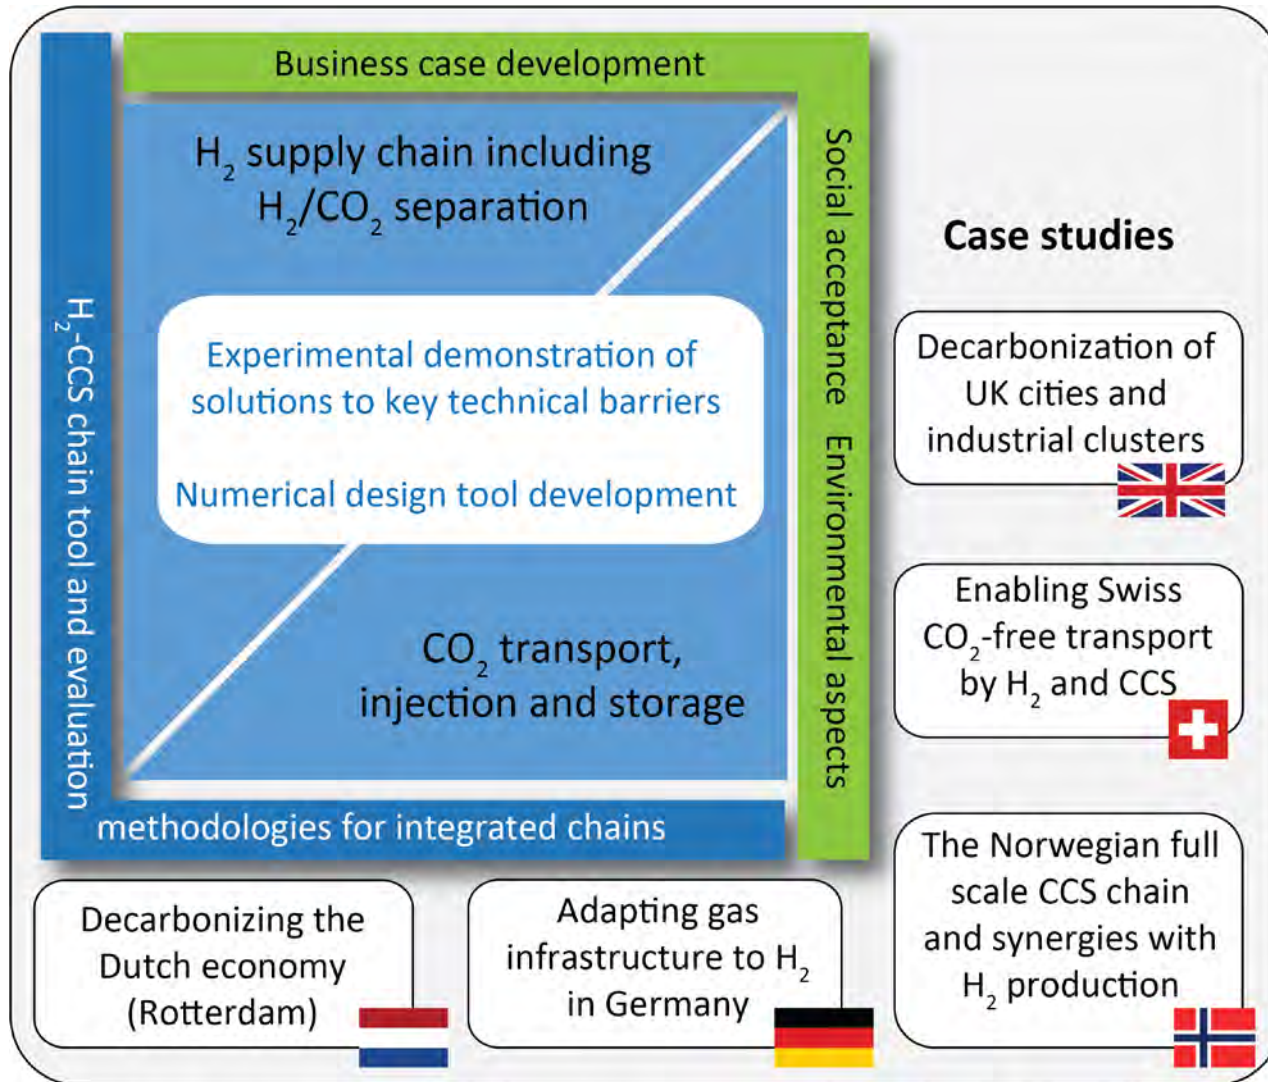 Business case development
H₂ supply chain including
H₂/CO₂ separation
Experimental demonstration of
solutions to key technical barriers
Numerical design tool development
CO₂ transport,
injection and storage
H₂-CCS chain tool and evaluation
methodologies for integrated chains
Social acceptance Environmental aspects
Case studies
Decarbonization of
UK cities and
industrial clusters
Enabling Swiss
CO₂-free transport
by H₂ and CCS
The Norwegian full
scale CCS chain
and synergies with
H₂ production
Decarbonizing the
Dutch economy
(Rotterdam)
Adapting gas
infrastructure to H₂
in Germany